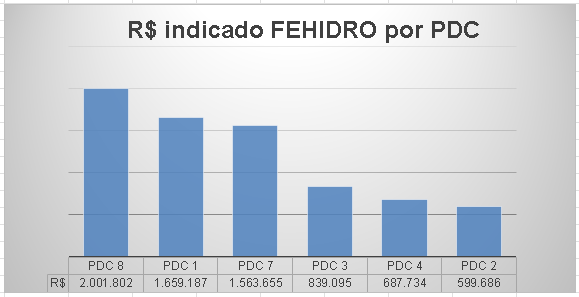 R$ indicado FEHIDRO por PDC
PDC 8 PDC 1 PDC 7 PDC 3 PDC 4 PDC 2
R$ 2.001.802 1.659.187 1.563.655 839.095 687.734 599.686